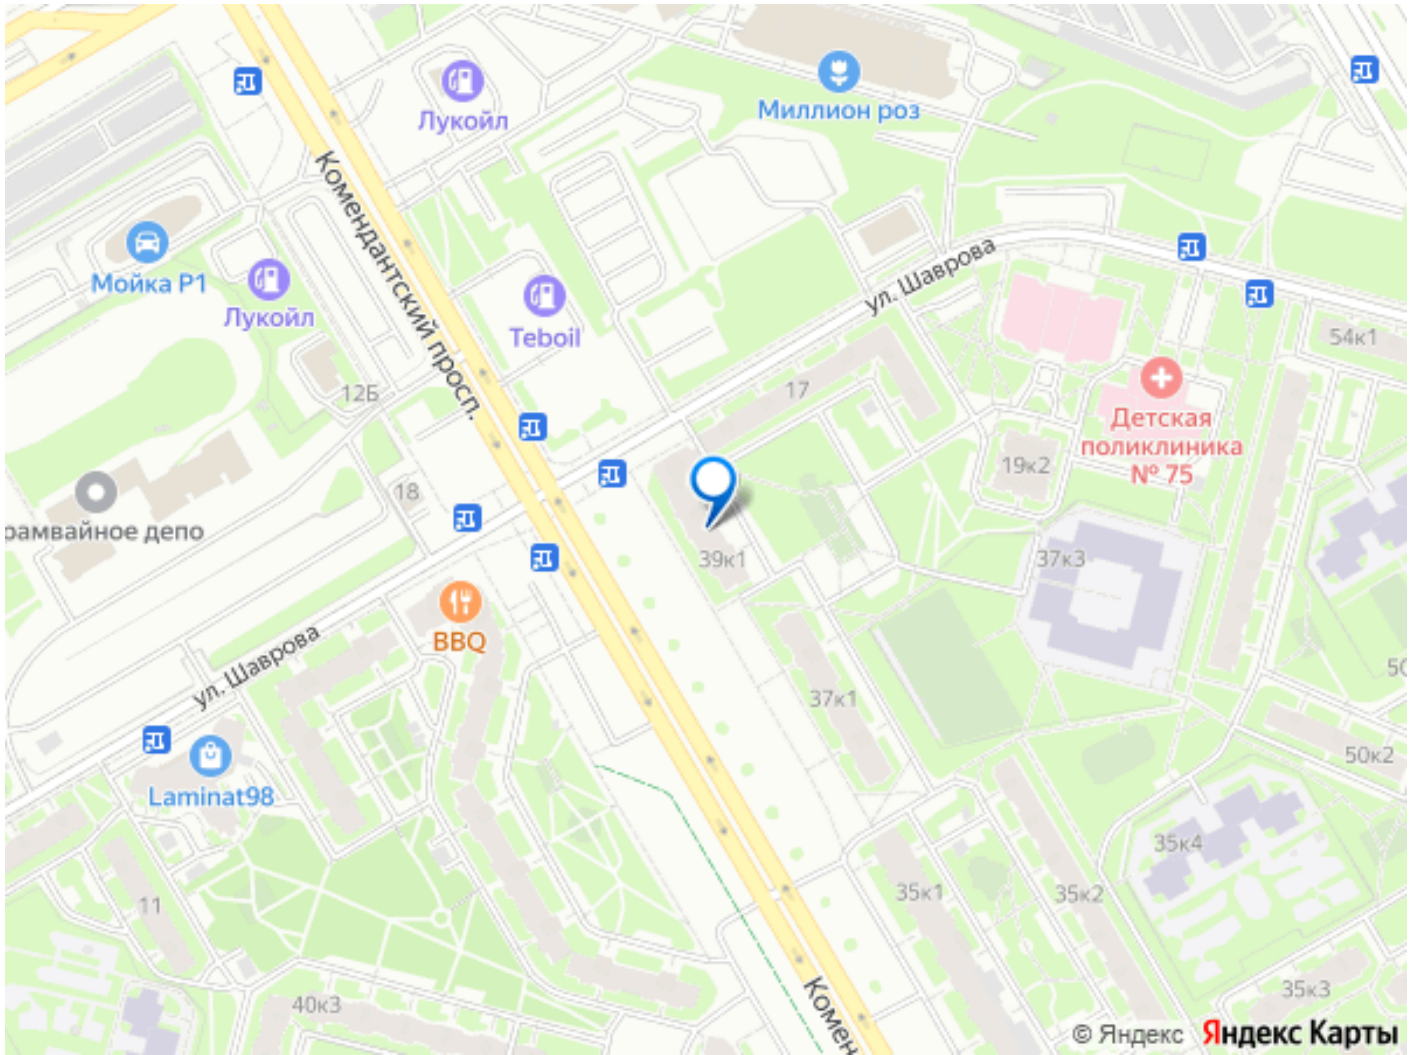 Лукойл
Миллион роз
Комендантский просп.
Мойка Р1
Лукойл
Teboil
ул. Шаврова
54к1
12Б
17
Детская
поликлиника
№ 75
19к2
18
рамвайное депо
39к1
37к3
BBQ
ул. Шаврова
50
37к1
50к2
Laminat98
35к4
11
35к1
35к2
40к3
Комен
35к3
© Яндекс Яндекс Карты